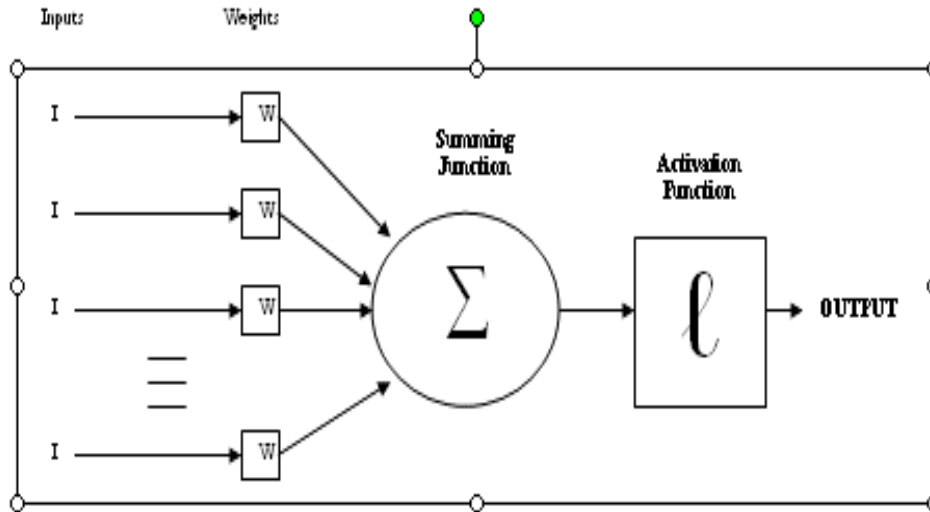 Inputs Weights
I W
Summing
Junction
Activation
Function
I W
I W
Σ
ℓ
OUTPUT
I W